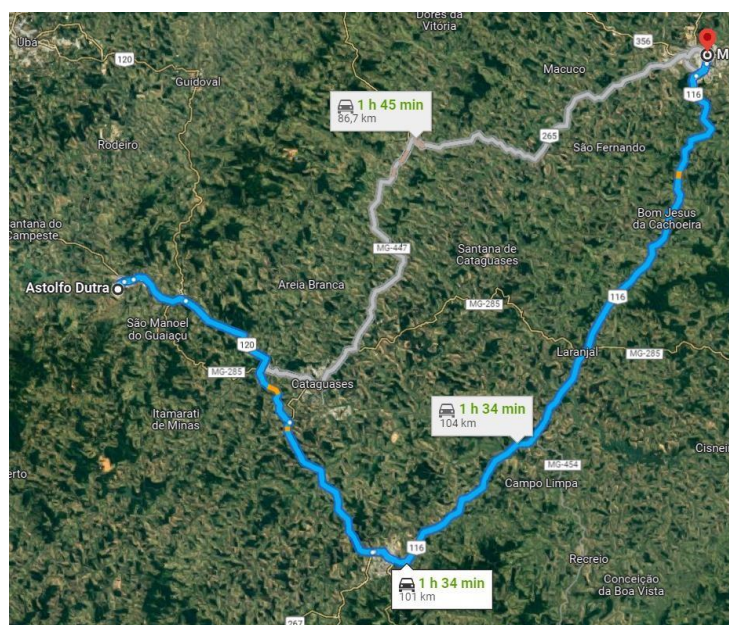 Dores da
Vitória
Ubá
120
356
M
Guidoval
Macuco
116
1 h 45 min
86,7 km
265
São Fernando
Rodeiro
Bom Jesus
da Cachoeira
antana do
Campeste
MG-447
Santana de
Cataguases
Astolfo Dutra
Areia Branca
116
MG-285
São Manoel
do Guaiaçu
120
Laranjal
MG-285
MG-285
Cataguases
1 h 34 min
104 km
Itamarati
de Minas
Cisnei
erto
MG-454
Campo Limpa
116
Recreio
1 h 34 min
101 km
Conceição
da Boa Vista
267